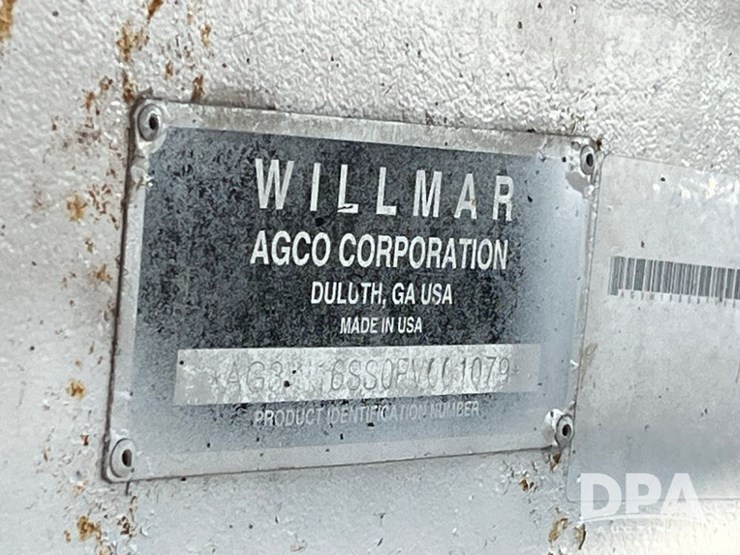 WILLMAR
AGCO CORPORATION
DULUTH, GA USA
MADE IN USA
PRODUCT IDENTIFICATION NUMBER
DPA